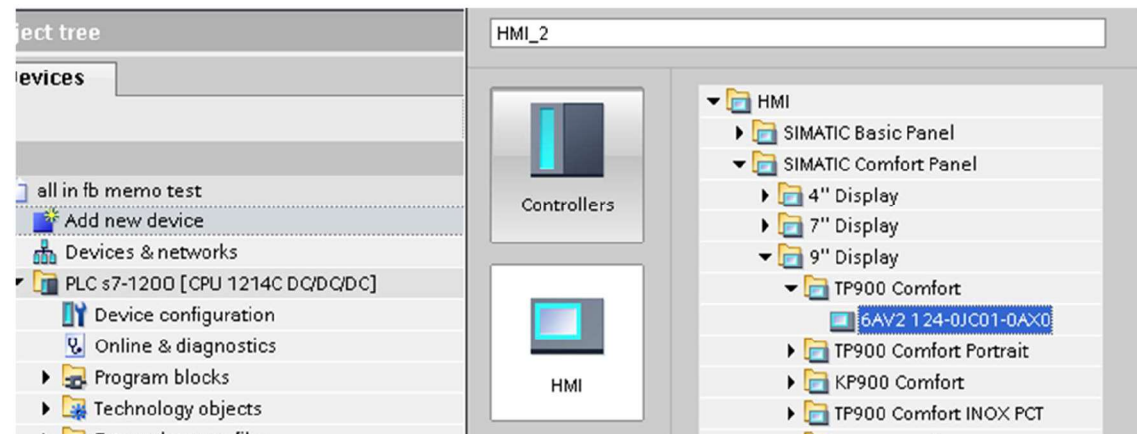 ject tree
evices
all in fb memo test
Add new device
Devices & networks
PLC s7-1200 [CPU 1214C DC/DC/DC]
Device configuration
Online & diagnostics
Program blocks
Technology objects
HMI_2
Controllers
HMI
HMI
SIMATIC Basic Panel
SIMATIC Comfort Panel
4" Display
7" Display
9" Display
TP900 Comfort
6AV2 124-0JC01-0AX0
TP900 Comfort Portrait
KP900 Comfort
TP900 Comfort INOX PCT